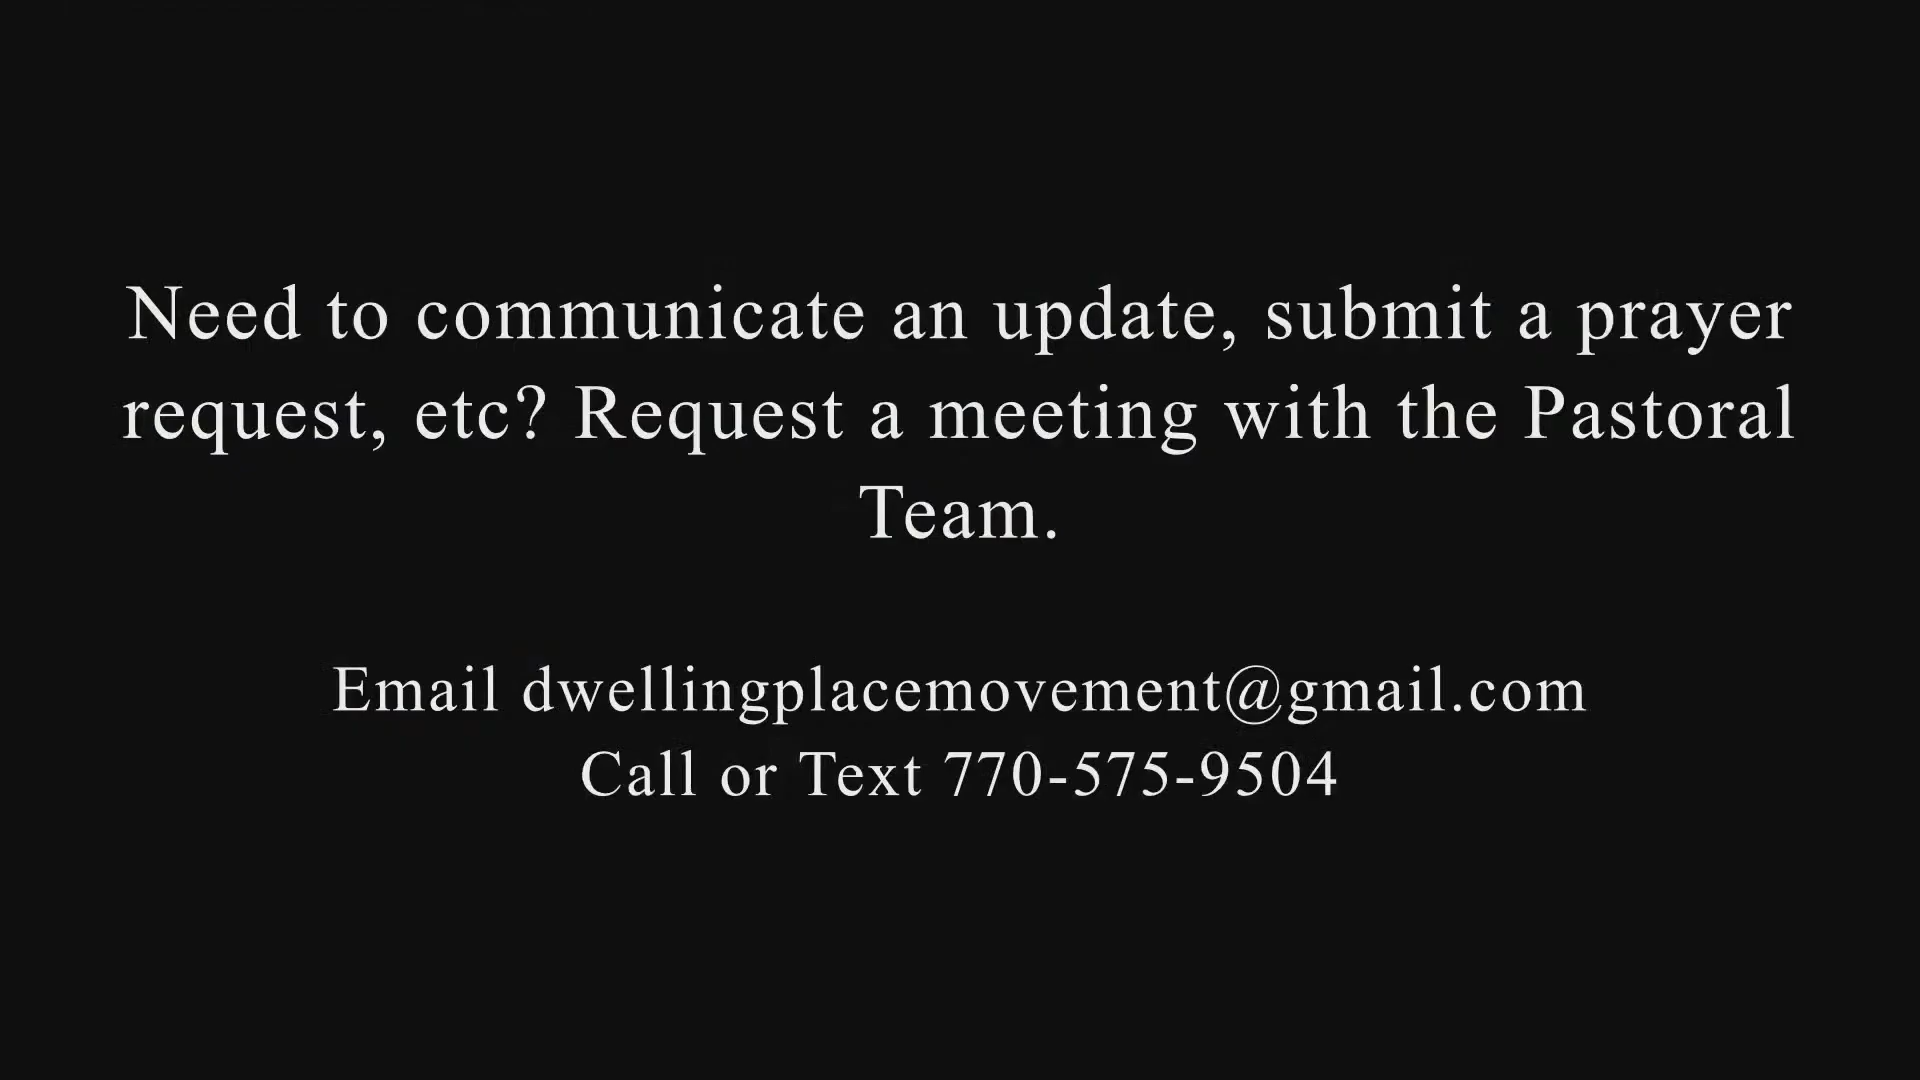 Need to communicate an update, submit a prayer
request, etc? Request a meeting with the Pastoral
Team.
Email dwellingplacemovement@gmail.com
Call or Text 770-575-9504